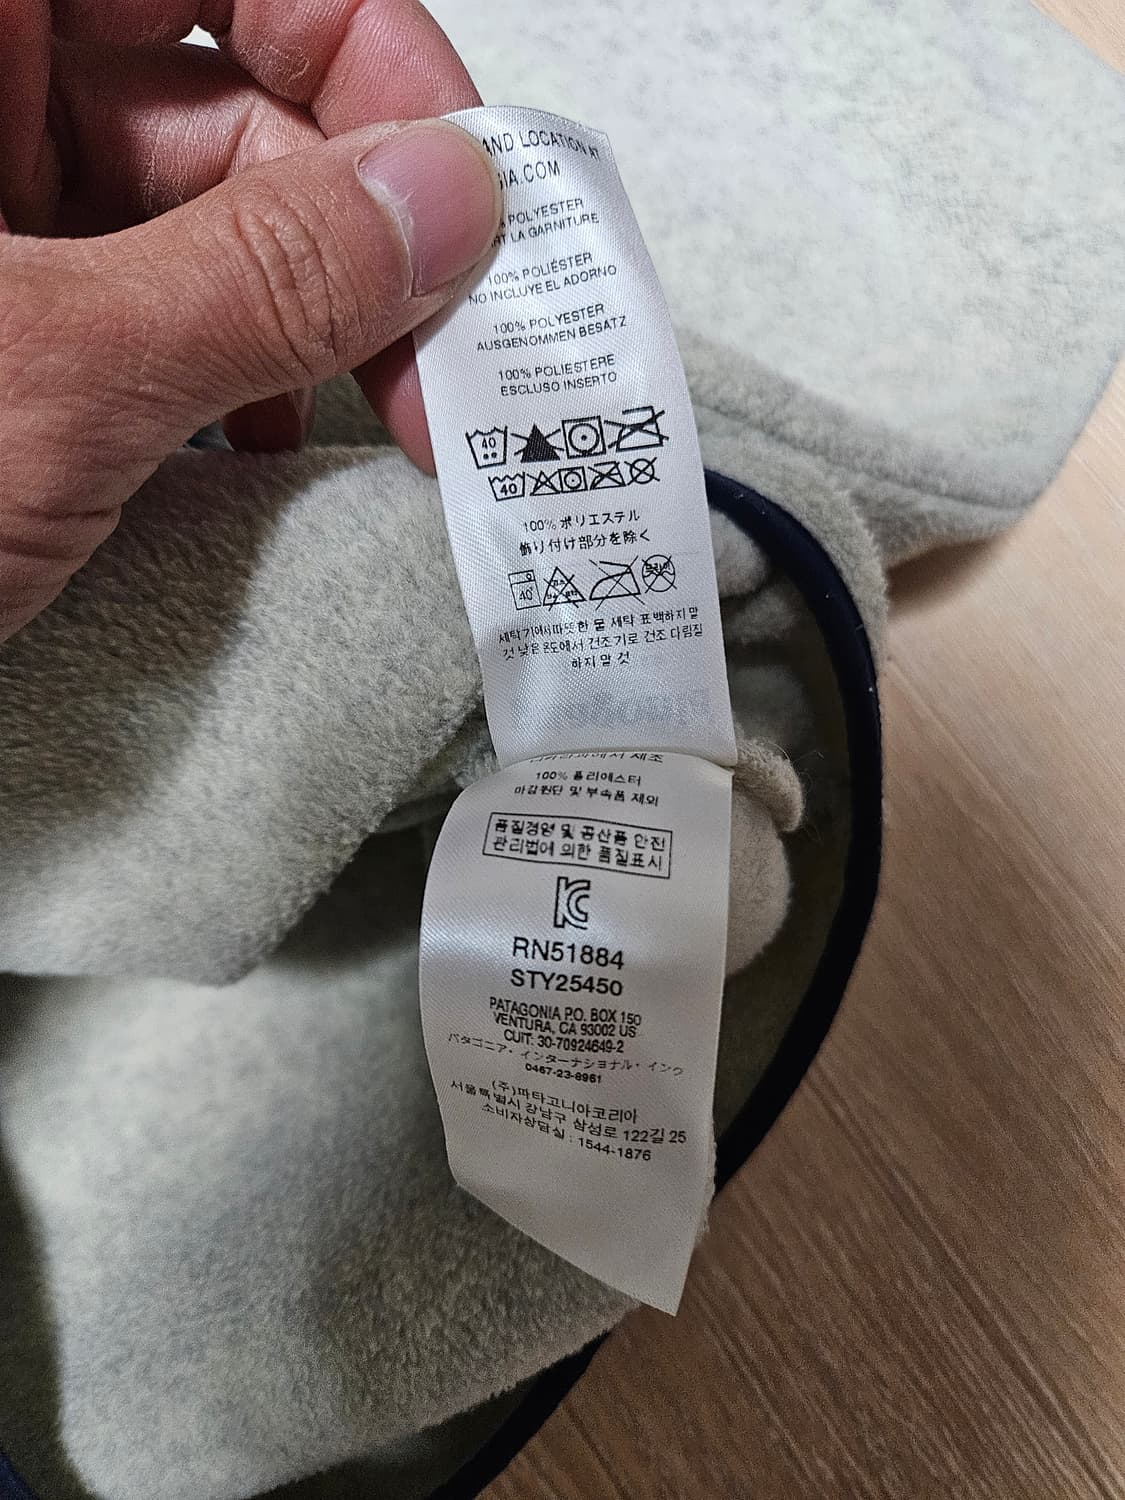 AND LOCATION AT
IA.COM
POLYESTER
LA GARNITURE
100% POLIÉSTER
NO INCLUYE EL ADORNO
100% POLYESTER
AUSGENOMMEN BESATZ
100% POLIESTERE
ESCLUSO INSERTO
40
40
100% ポリエステル
飾り付け部分を除く
40
세탁기에서따뜻한 물 세탁 표백하지 말
것 낮은 온도에서 건조기로 건조 다림질
하지 말 것
제조
100% 폴리에스터
마감원단 및 부속품 제외
품질경영 및 공산품 안전
관리법에 의한 품질표시
RN51884
STY25450
PATAGONIA P.O. BOX 150
VENTURA, CA 93002 US
CUIT: 30-70924649-2
パタゴニア・インターナショナル・インク
0467-23-8961
(주)파타고니아코리아
서울특별시 강남구 삼성로 122길 25
소비자상담실 : 1544-1876